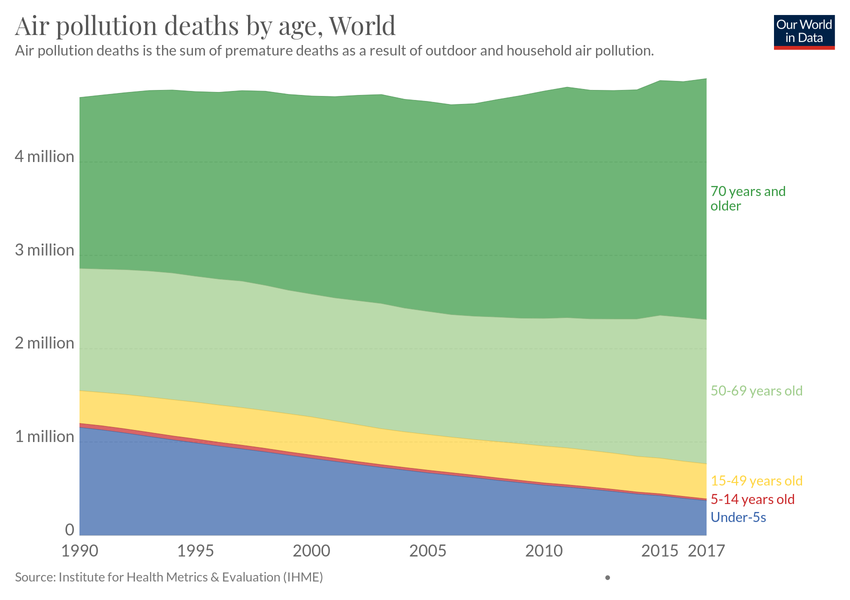 Air pollution deaths by age, World
Air pollution deaths is the sum of premature deaths as a result of outdoor and household air pollution.
Our World
in Data
4 million
3 million
2 million
1 million
0
70 years and
older
50-69 years old
15-49 years old
5-14 years old
Under-5s
1990 1995 2000 2005 2010 2015 2017
Source: Institute for Health Metrics & Evaluation (IHME)